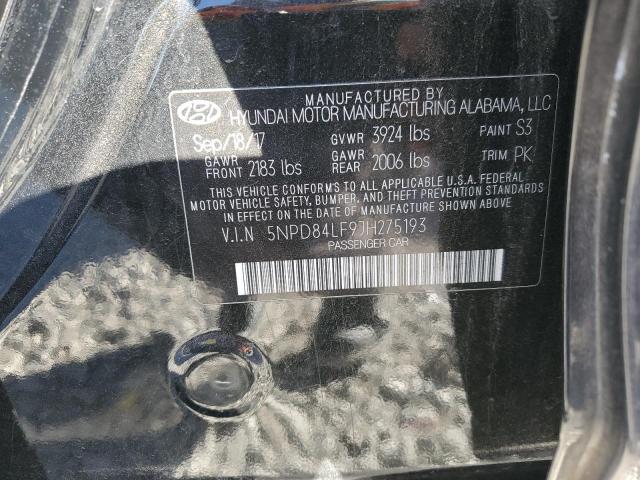 MANUFACTURED BY
HYUNDAI MOTOR MANUFACTURING ALABAMA, LLC
Sep/18/17 GVWR 3924 lbs PAINT S3
GAWR FRONT 2183 lbs GAWR REAR 2006 lbs TRIM PK
THIS VEHICLE CONFORMS TO ALL APPLICABLE U.S.A. FEDERAL
MOTOR VEHICLE SAFETY, BUMPER, AND THEFT PREVENTION STANDARDS
IN EFFECT ON THE DATE OF MANUFACTURE SHOWN ABOVE
V.I.N 5NPD84LF9JH275193
PASSENGER CAR